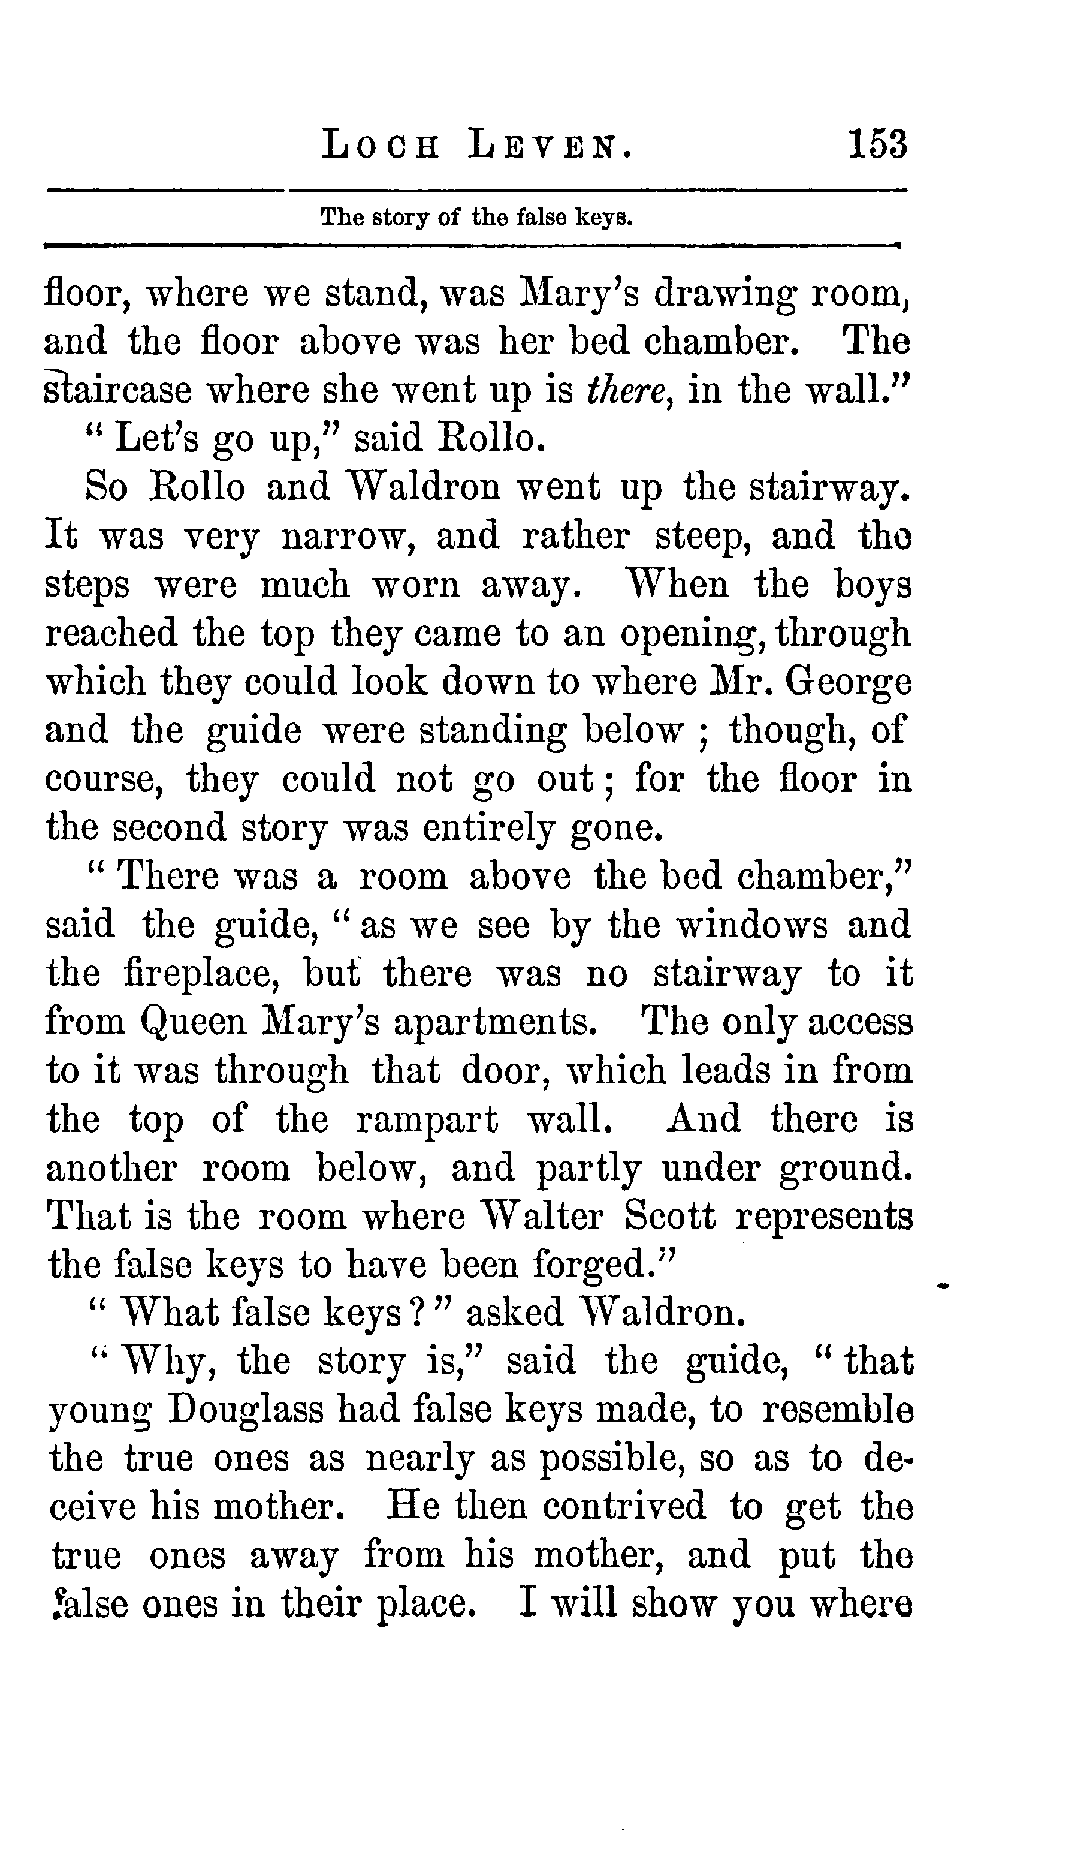 LOCH LEVEN. 153
The story of the false keys.
floor, where we stand, was Mary's drawing room,
and the floor above was her bed chamber. The
staircase where she went up is there, in the wall."
" Let's go up," said Rollo.
So Rollo and Waldron went up the stairway.
It was very narrow, and rather steep, and the
steps were much worn away. When the boys
reached the top they came to an opening, through
which they could look down to where Mr. George
and the guide were standing below ; though, of
course, they could not go out ; for the floor in
the second story was entirely gone.
" There was a room above the bed chamber,"
said the guide, " as we see by the windows and
the fireplace, but there was no stairway to it
from Queen Mary's apartments. The only access
to it was through that door, which leads in from
the top of the rampart wall. And there is
another room below, and partly under ground.
That is the room where Walter Scott represents
the false keys to have been forged."
" What false keys ? " asked Waldron.
" Why, the story is," said the guide, " that
young Douglass had false keys made, to resemble
the true ones as nearly as possible, so as to de-
ceive his mother. He then contrived to get the
true ones away from his mother, and put the
false ones in their place. I will show you where